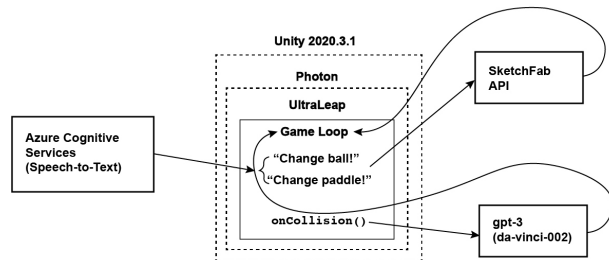 Unity 2020.3.1
Photon
UltraLeap
Game Loop
“Change ball!”
“Change paddle!”
onCollision()
Azure Cognitive
Services
(Speech-to-Text)
SketchFab
API
gpt-3
(da-vinci-002)